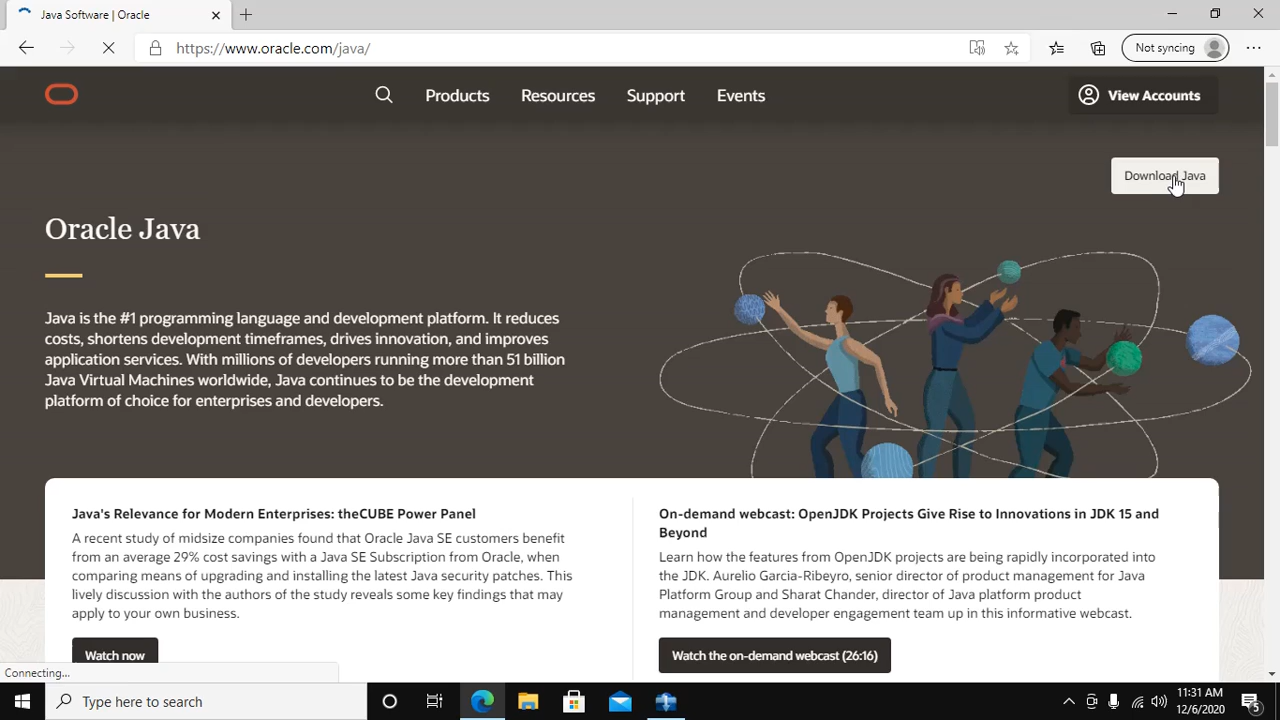 Java Software | Oracle
https://www.oracle.com/java/
Not syncing
Products
Resources
Support
Events
View Accounts
Download Java
Oracle Java
Java is the #1 programming language and development platform. It reduces
costs, shortens development timeframes, drives innovation, and improves
application services. With millions of developers running more than 51 billion
Java Virtual Machines worldwide, Java continues to be the development
platform of choice for enterprises and developers.
Java's Relevance for Modern Enterprises: theCUBE Power Panel
A recent study of midsize companies found that Oracle Java SE customers benefit
from an average 29% cost savings with a Java SE Subscription from Oracle, when
comparing means of upgrading and installing the latest Java security patches. This
lively discussion with the authors of the study reveals some key findings that may
apply to your own business.
Watch now
On-demand webcast: OpenJDK Projects Give Rise to Innovations in JDK 15 and
Beyond
Learn how the features from OpenJDK projects are being rapidly incorporated into
the JDK. Aurelio Garcia-Ribeyro, senior director of product management for Java
Platform Group and Sharat Chander, director of Java platform product
management and developer engagement team up in this informative webcast.
Watch the on-demand webcast (26:16)
Connecting...
Type here to search
11:31 AM
12/6/2020
5